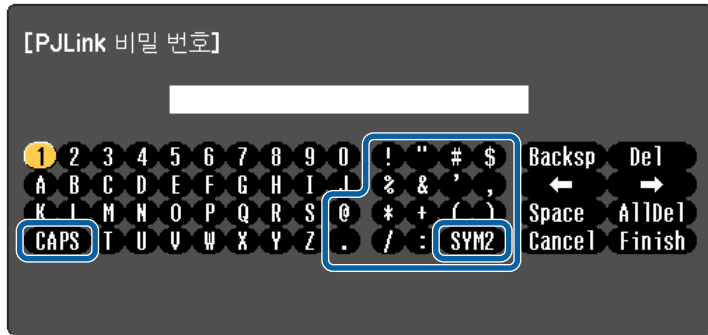 [PJLink 비밀 번호]
1 2 3 4 5 6 7 8 9 0 ! " # $ Backsp Del
A B C D E F G H I J % & ' , ← →
K L M N O P Q R S @ * + ( ) Space AllDel
CAPS T U V W X Y Z . / : SYM2 Cancel Finish